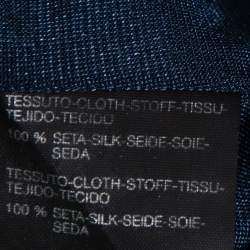 TESSUTO-CLOTH-STOFF-TISSU-
TEJIDO-TECIDO
100 % SETA-SILK-SEIDE-SOIE-
SEDA
TESSUTO-CLOTH-STOFF-TISSU-
TEJIDO-TECIDO
100 % SETA-SILK-SEIDE-SOIE-
SEDA